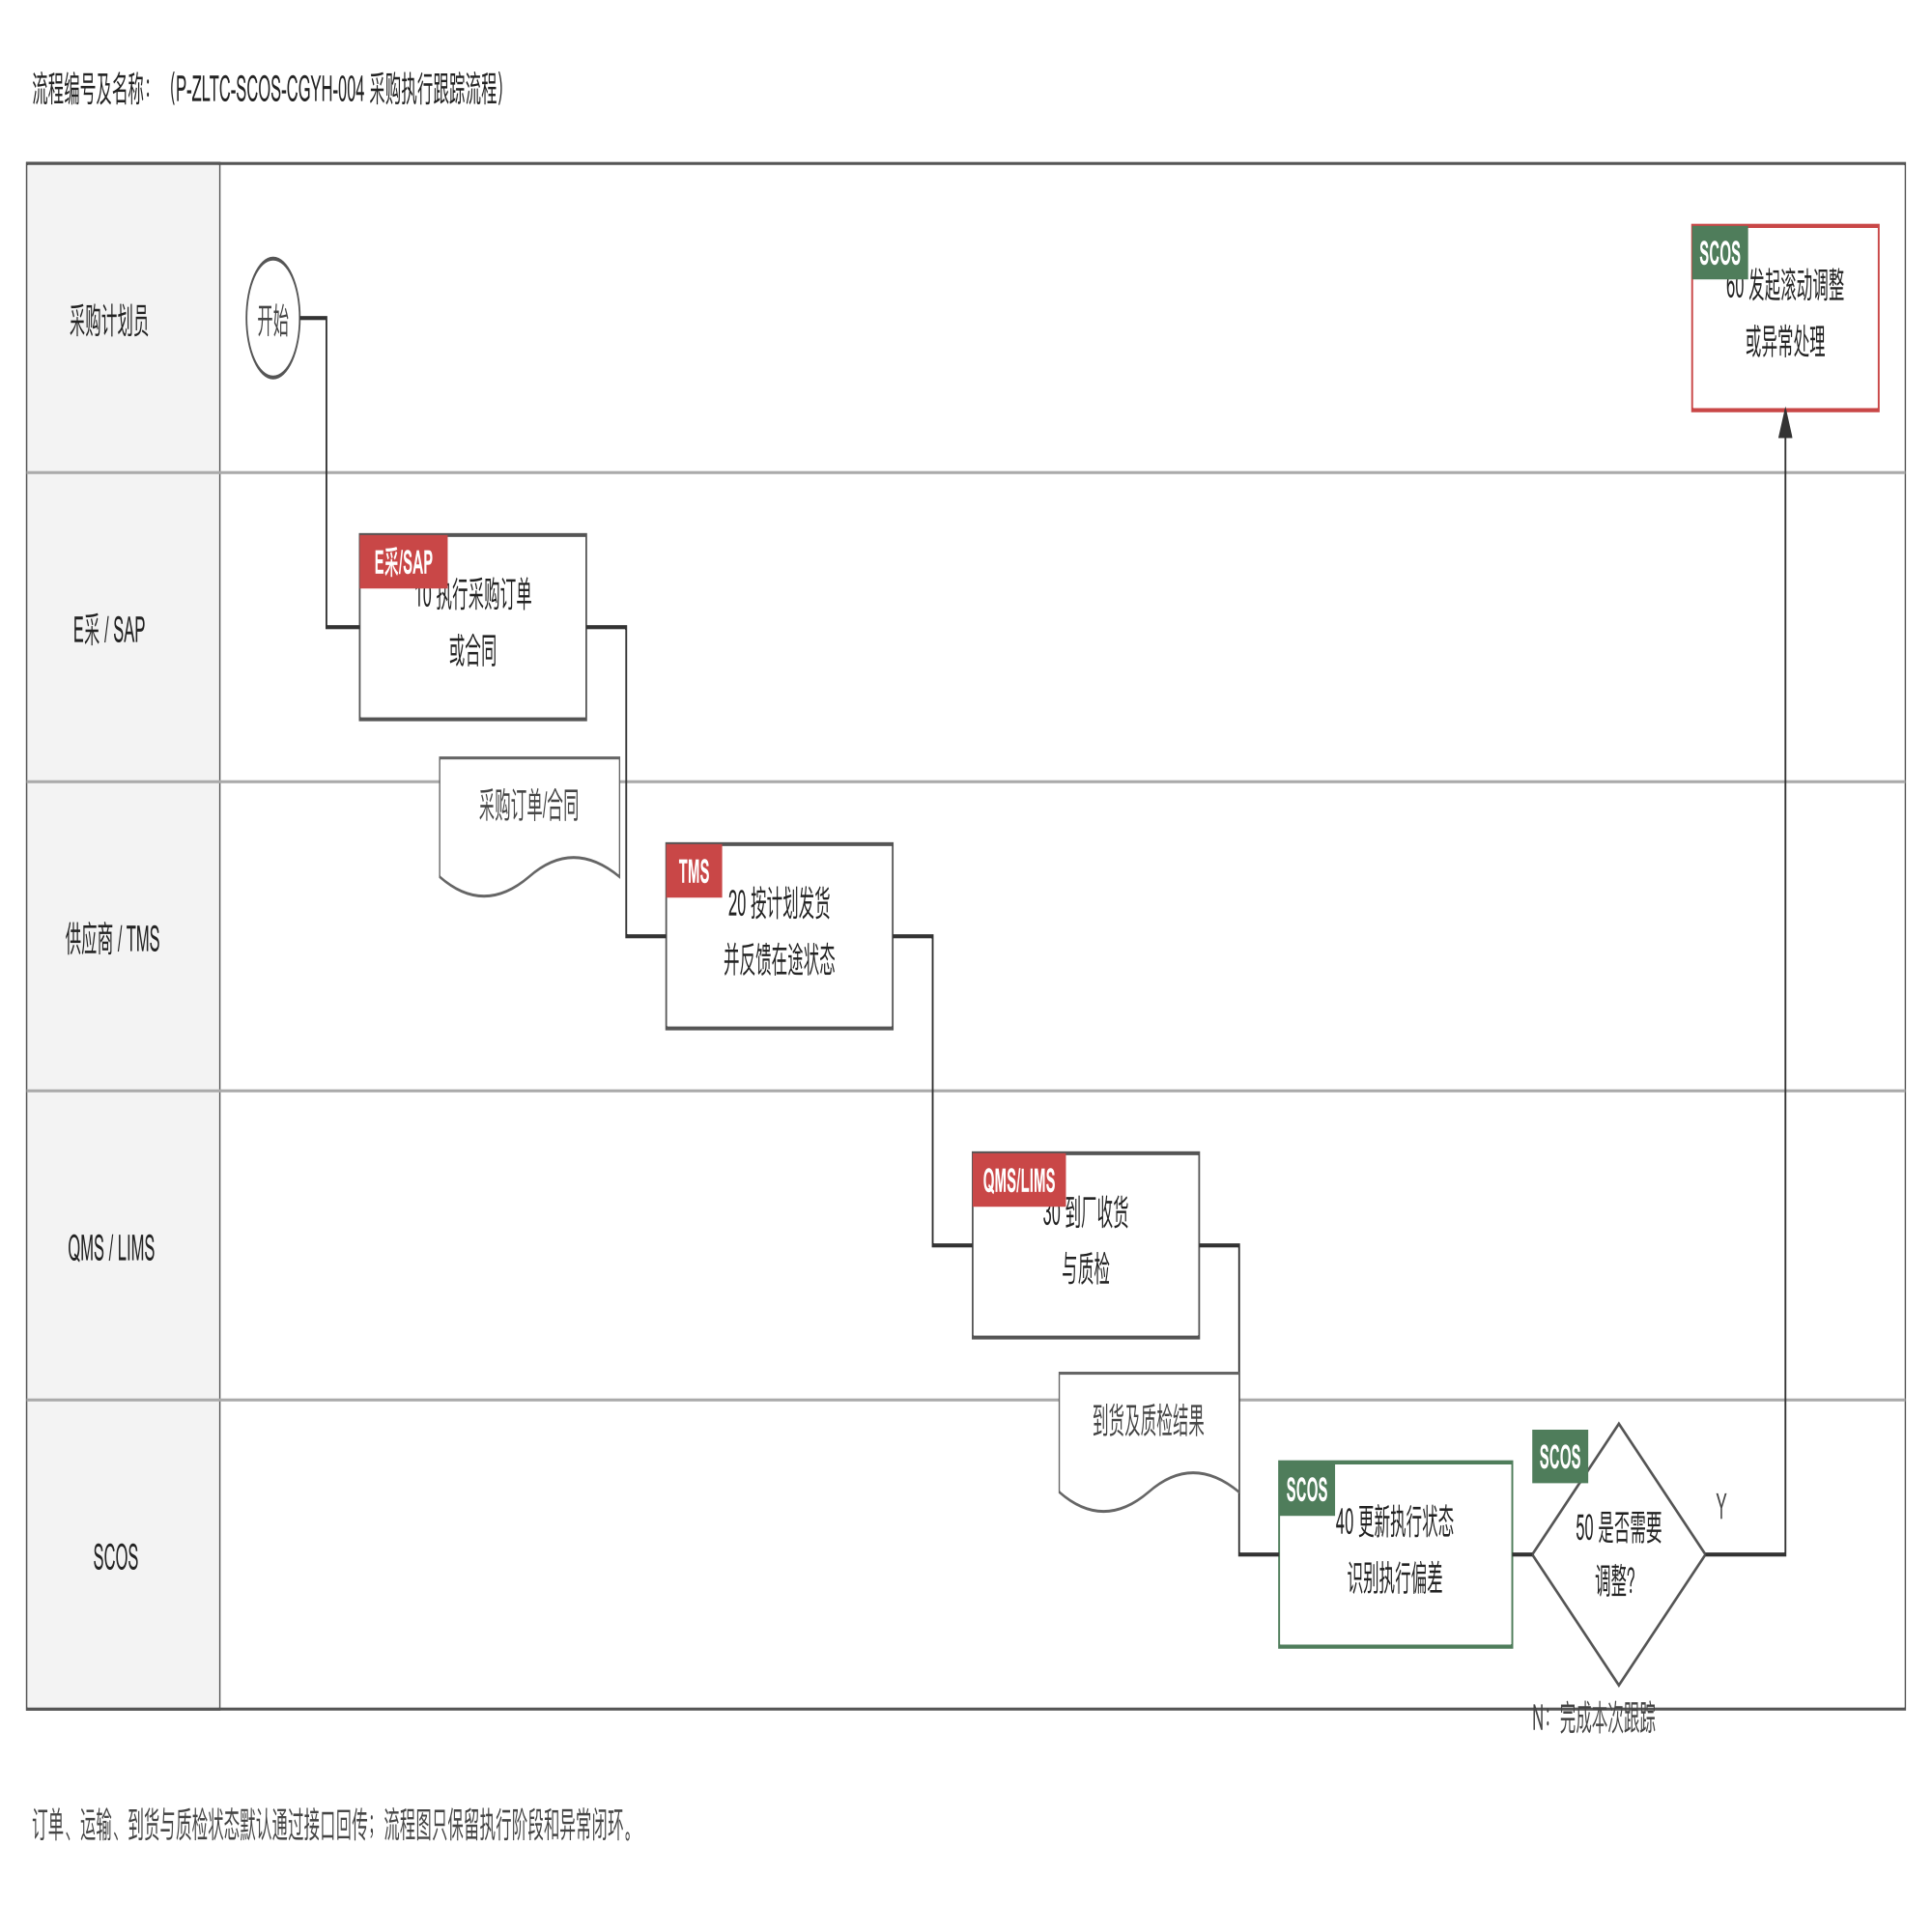 流程编号及名称：（P-ZLTC-SCOS-CGYH-004 采购执行跟踪流程）
采购计划员
开始
SCOS
60 发起滚动调整
或异常处理
E采 / SAP
E采/SAP
10 执行采购订单
或合同
采购订单/合同
供应商 / TMS
TMS
20 按计划发货
并反馈在途状态
QMS / LIMS
QMS/LIMS
30 到厂收货
与质检
到货及质检结果
SCOS
SCOS
40 更新执行状态
识别执行偏差
SCOS
50 是否需要
调整?
Y
N：完成本次跟踪
订单、运输、到货与质检状态默认通过接口回传；流程图只保留执行阶段和异常闭环。